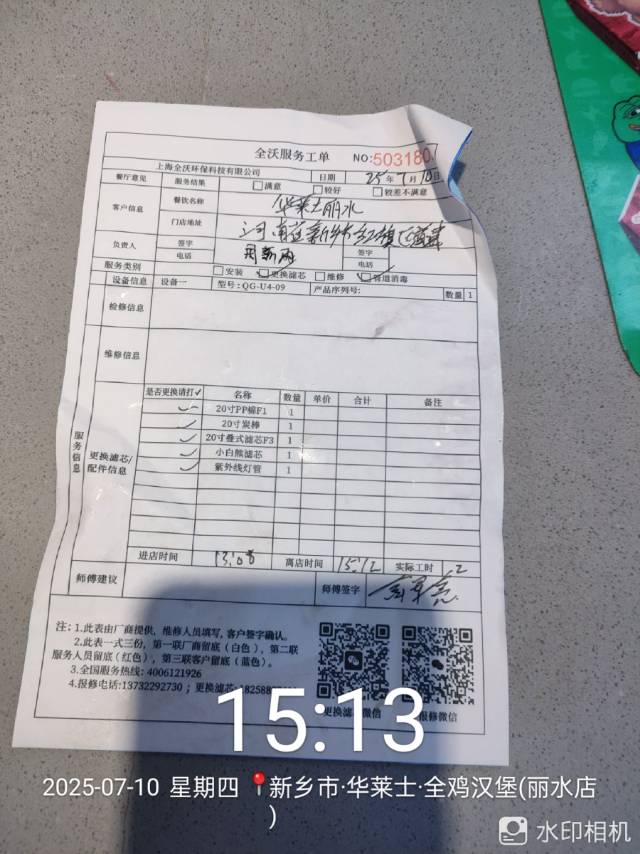 全沃服务工单 NO:503180
上海全沃环保科技有限公司 日期 25年7月10日
餐厅意见 服务结果 满意 较好 较差不满意
客户信息 餐饮名称 华莱士丽水
门店地址 河南省新乡市红旗区
负责人 签字 签字
电话 电话
服务类别 安装 更换滤芯 维修 管道消毒
设备信息 设备一 型号:QG-U4-09 产品序列号: 数量 1
检修信息
维修信息
服务信息
更换滤芯/配件信息
是否更换请打✓ 名称 数量 单价 合计 备注
✓ 20寸PP棉F1 1
✓ 20寸炭棒 1
✓ 20寸叠式滤芯F3 1
✓ 小白熊滤芯 1
✓ 紫外线灯管 1
进店时间 13:08 离店时间 15:12 实际工时 2
师傅建议 师傅签字
注:1.此表由厂商提供,维修人员填写,客户签字确认。
2.此表一式三份,第一联厂商留底(白色),第二联
服务人员留底(红色),第三联客户留底(蓝色)。
3.全国服务热线:4006121926
4.报修电话:13732292730;更换滤芯:18258
更换滤 微信 报修微信
15:13
2025-07-10 星期四 新乡市·华莱士·全鸡汉堡(丽水店
)
水印相机